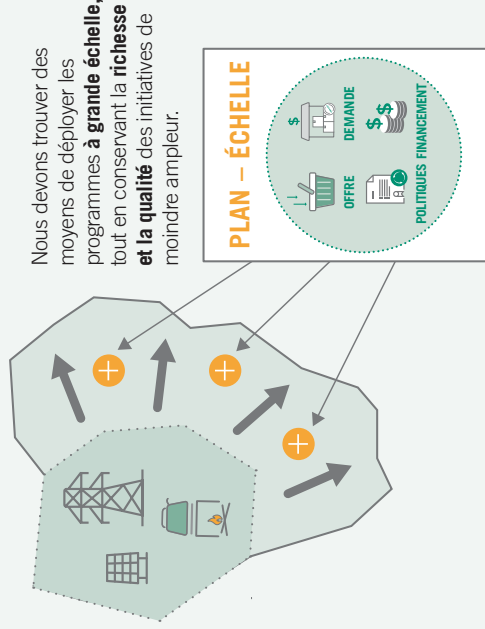 Nous devons trouver des
moyens de déployer les
programmes à grande échelle,
tout en conservant la richesse
et la qualité des initiatives de
moindre ampleur.
PLAN – ÉCHELLE
OFFRE
DEMANDE
POLITIQUES
FINANCEMENT